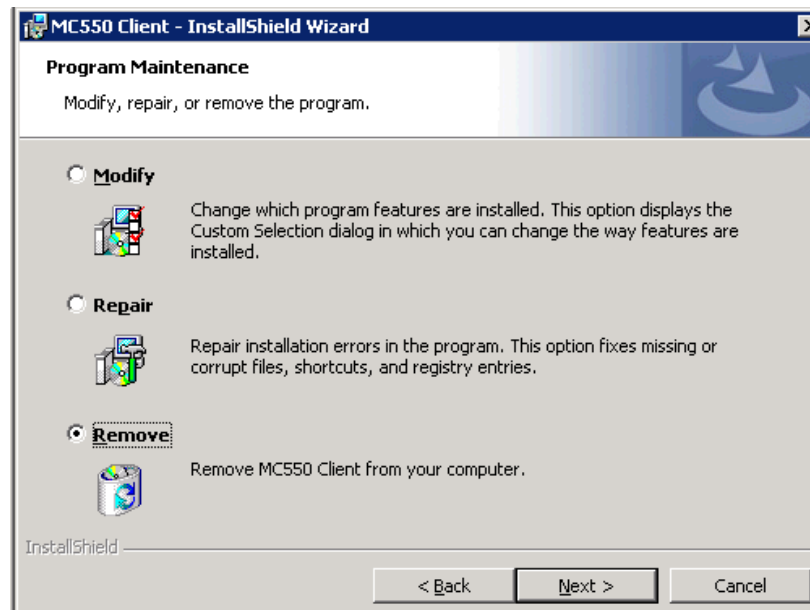 MC550 Client - InstallShield Wizard
Program Maintenance
Modify, repair, or remove the program.
Modify
Change which program features are installed. This option displays the
Custom Selection dialog in which you can change the way features are
installed.
Repair
Repair installation errors in the program. This option fixes missing or
corrupt files, shortcuts, and registry entries.
Remove
Remove MC550 Client from your computer.
InstallShield
< Back
Next >
Cancel